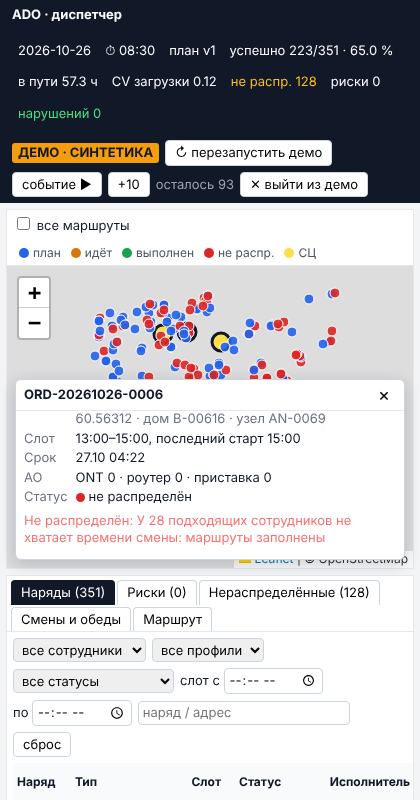 ADO · диспетчер
2026-10-26 ⏱ 08:30 план v1 успешно 223/351 · 65.0 %
в пути 57.3 ч CV загрузки 0.12 не распр. 128 риски 0
нарушений 0
ДЕМО · СИНТЕТИКА ↻ перезапустить демо
событие ▶ +10 осталось 93 ✕ выйти из демо
все маршруты
план идёт выполнен не распр. СЦ
+
−
ORD-20261026-0006 ×
60.56312 · дом B-00616 · узел AN-0069
Слот 13:00–15:00, последний старт 15:00
Срок 27.10 04:22
АО ONT 0 · роутер 0 · приставка 0
Статус не распределён
Не распределён: У 28 подходящих сотрудников не
хватает времени смены: маршруты заполнены
Leaflet | © OpenStreetMap
Наряды (351) Риски (0) Нераспределённые (128)
Смены и обеды Маршрут
все сотрудники все профили
все статусы слот с --:-- --
по --:-- -- наряд / адрес
сброс
Наряд Тип Слот Статус Исполнитель